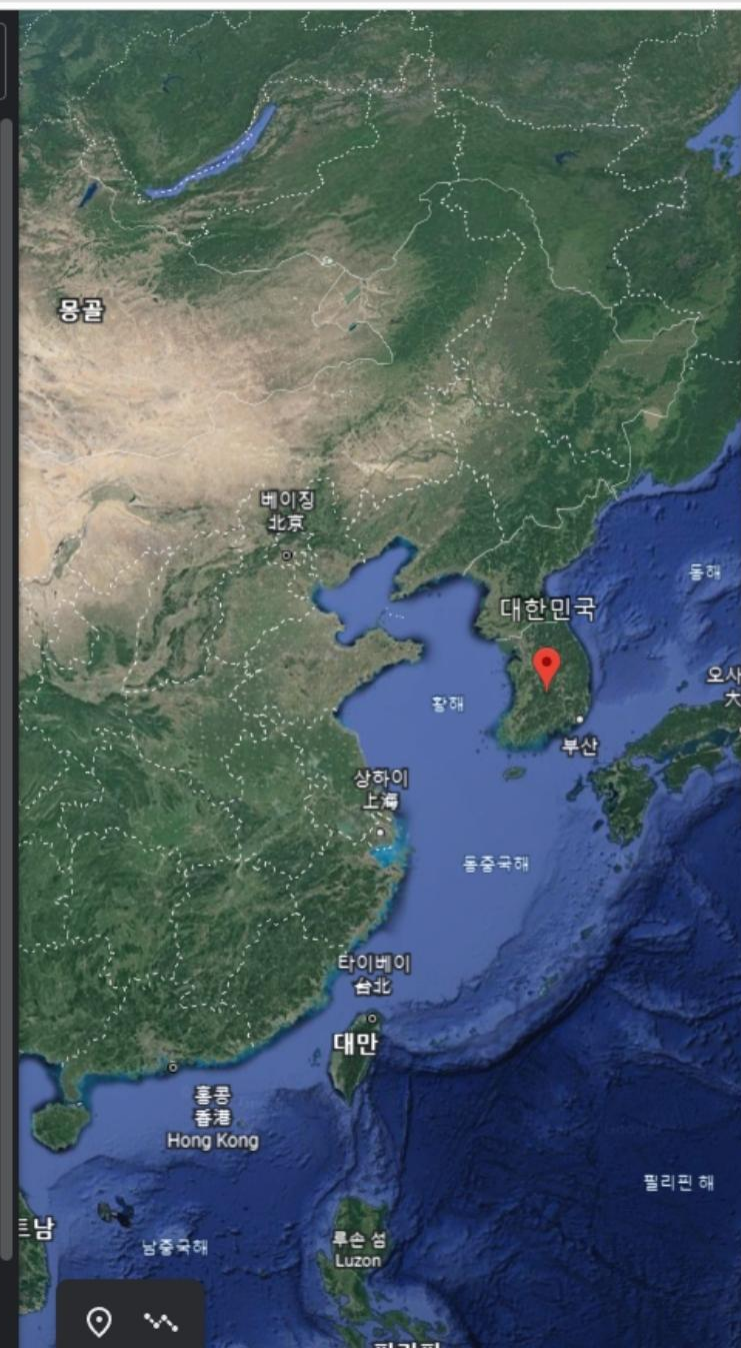 몽골
베이징
北京
대한민국
동해
오사
大
황해
부산
상하이
上海
동중국해
타이베이
台北
대만
홍콩
香港
Hong Kong
필리핀 해
트남
남중국해
루손 섬
Luzon